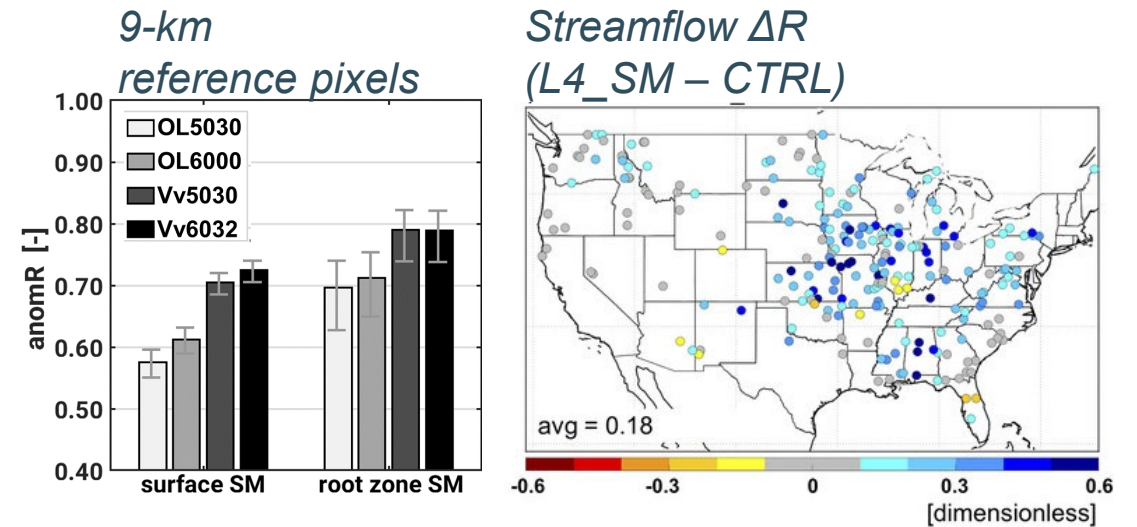 9-km
reference pixels
Streamflow ΔR
(L4_SM – CTRL)
1.00
0.90
0.80
0.70
0.60
0.50
0.40
anomR [-]
OL5030
OL6000
Vv5030
Vv6032
surface SM
root zone SM
avg = 0.18
-0.6
-0.3
0
0.3
0.6
[dimensionless]